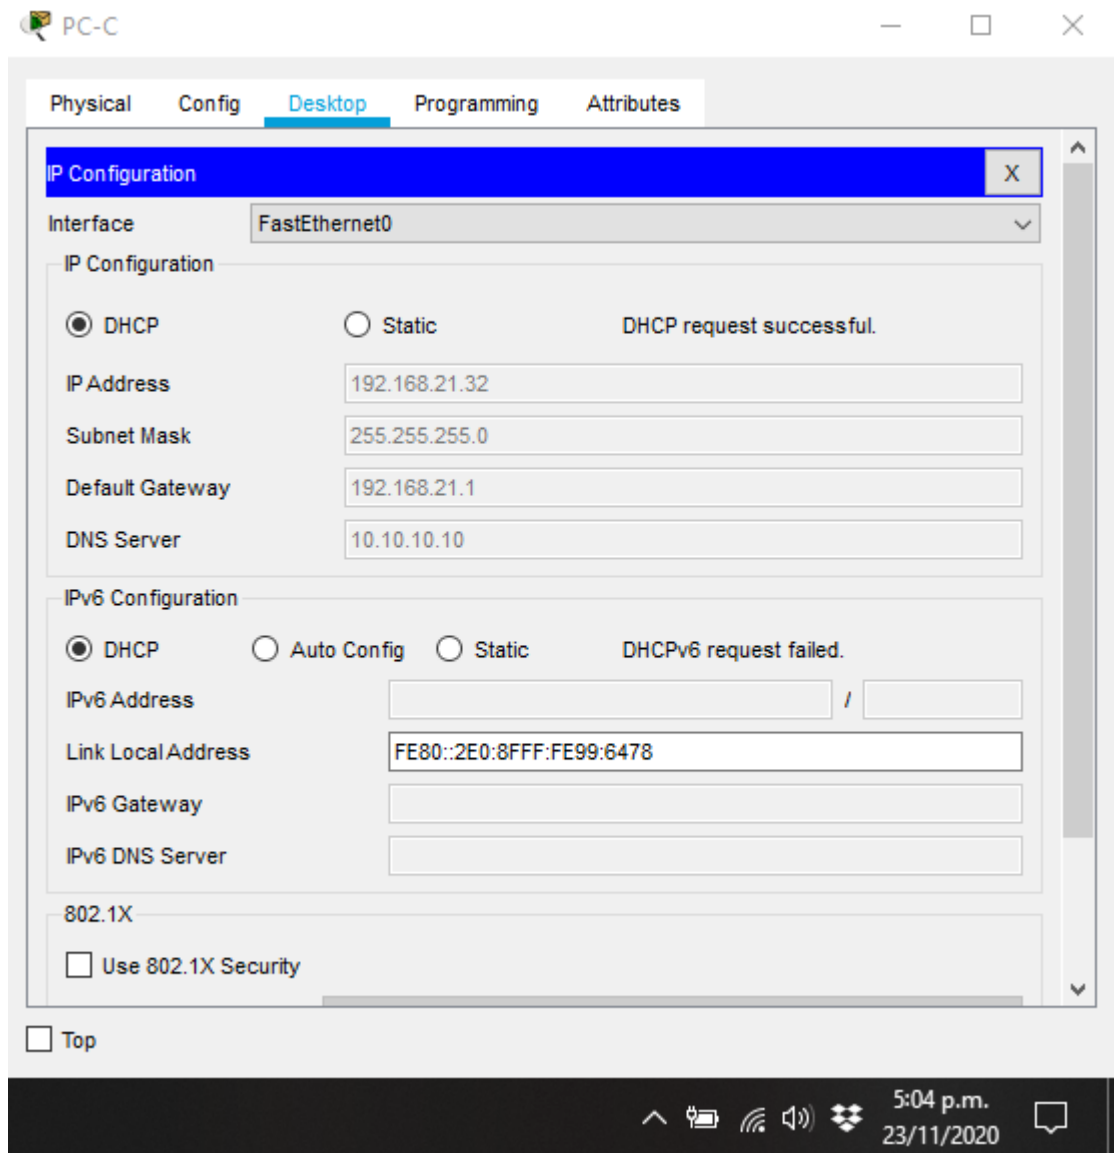 PC-C
Physical Config Desktop Programming Attributes
IP Configuration X
Interface FastEthernet0
IP Configuration
DHCP Static DHCP request successful.
IP Address 192.168.21.32
Subnet Mask 255.255.255.0
Default Gateway 192.168.21.1
DNS Server 10.10.10.10
IPv6 Configuration
DHCP Auto Config Static DHCPv6 request failed.
IPv6 Address /
Link Local Address FE80::2E0:8FFF:FE99:6478
IPv6 Gateway
IPv6 DNS Server
802.1X
Use 802.1X Security
Top
5:04 p.m.
23/11/2020